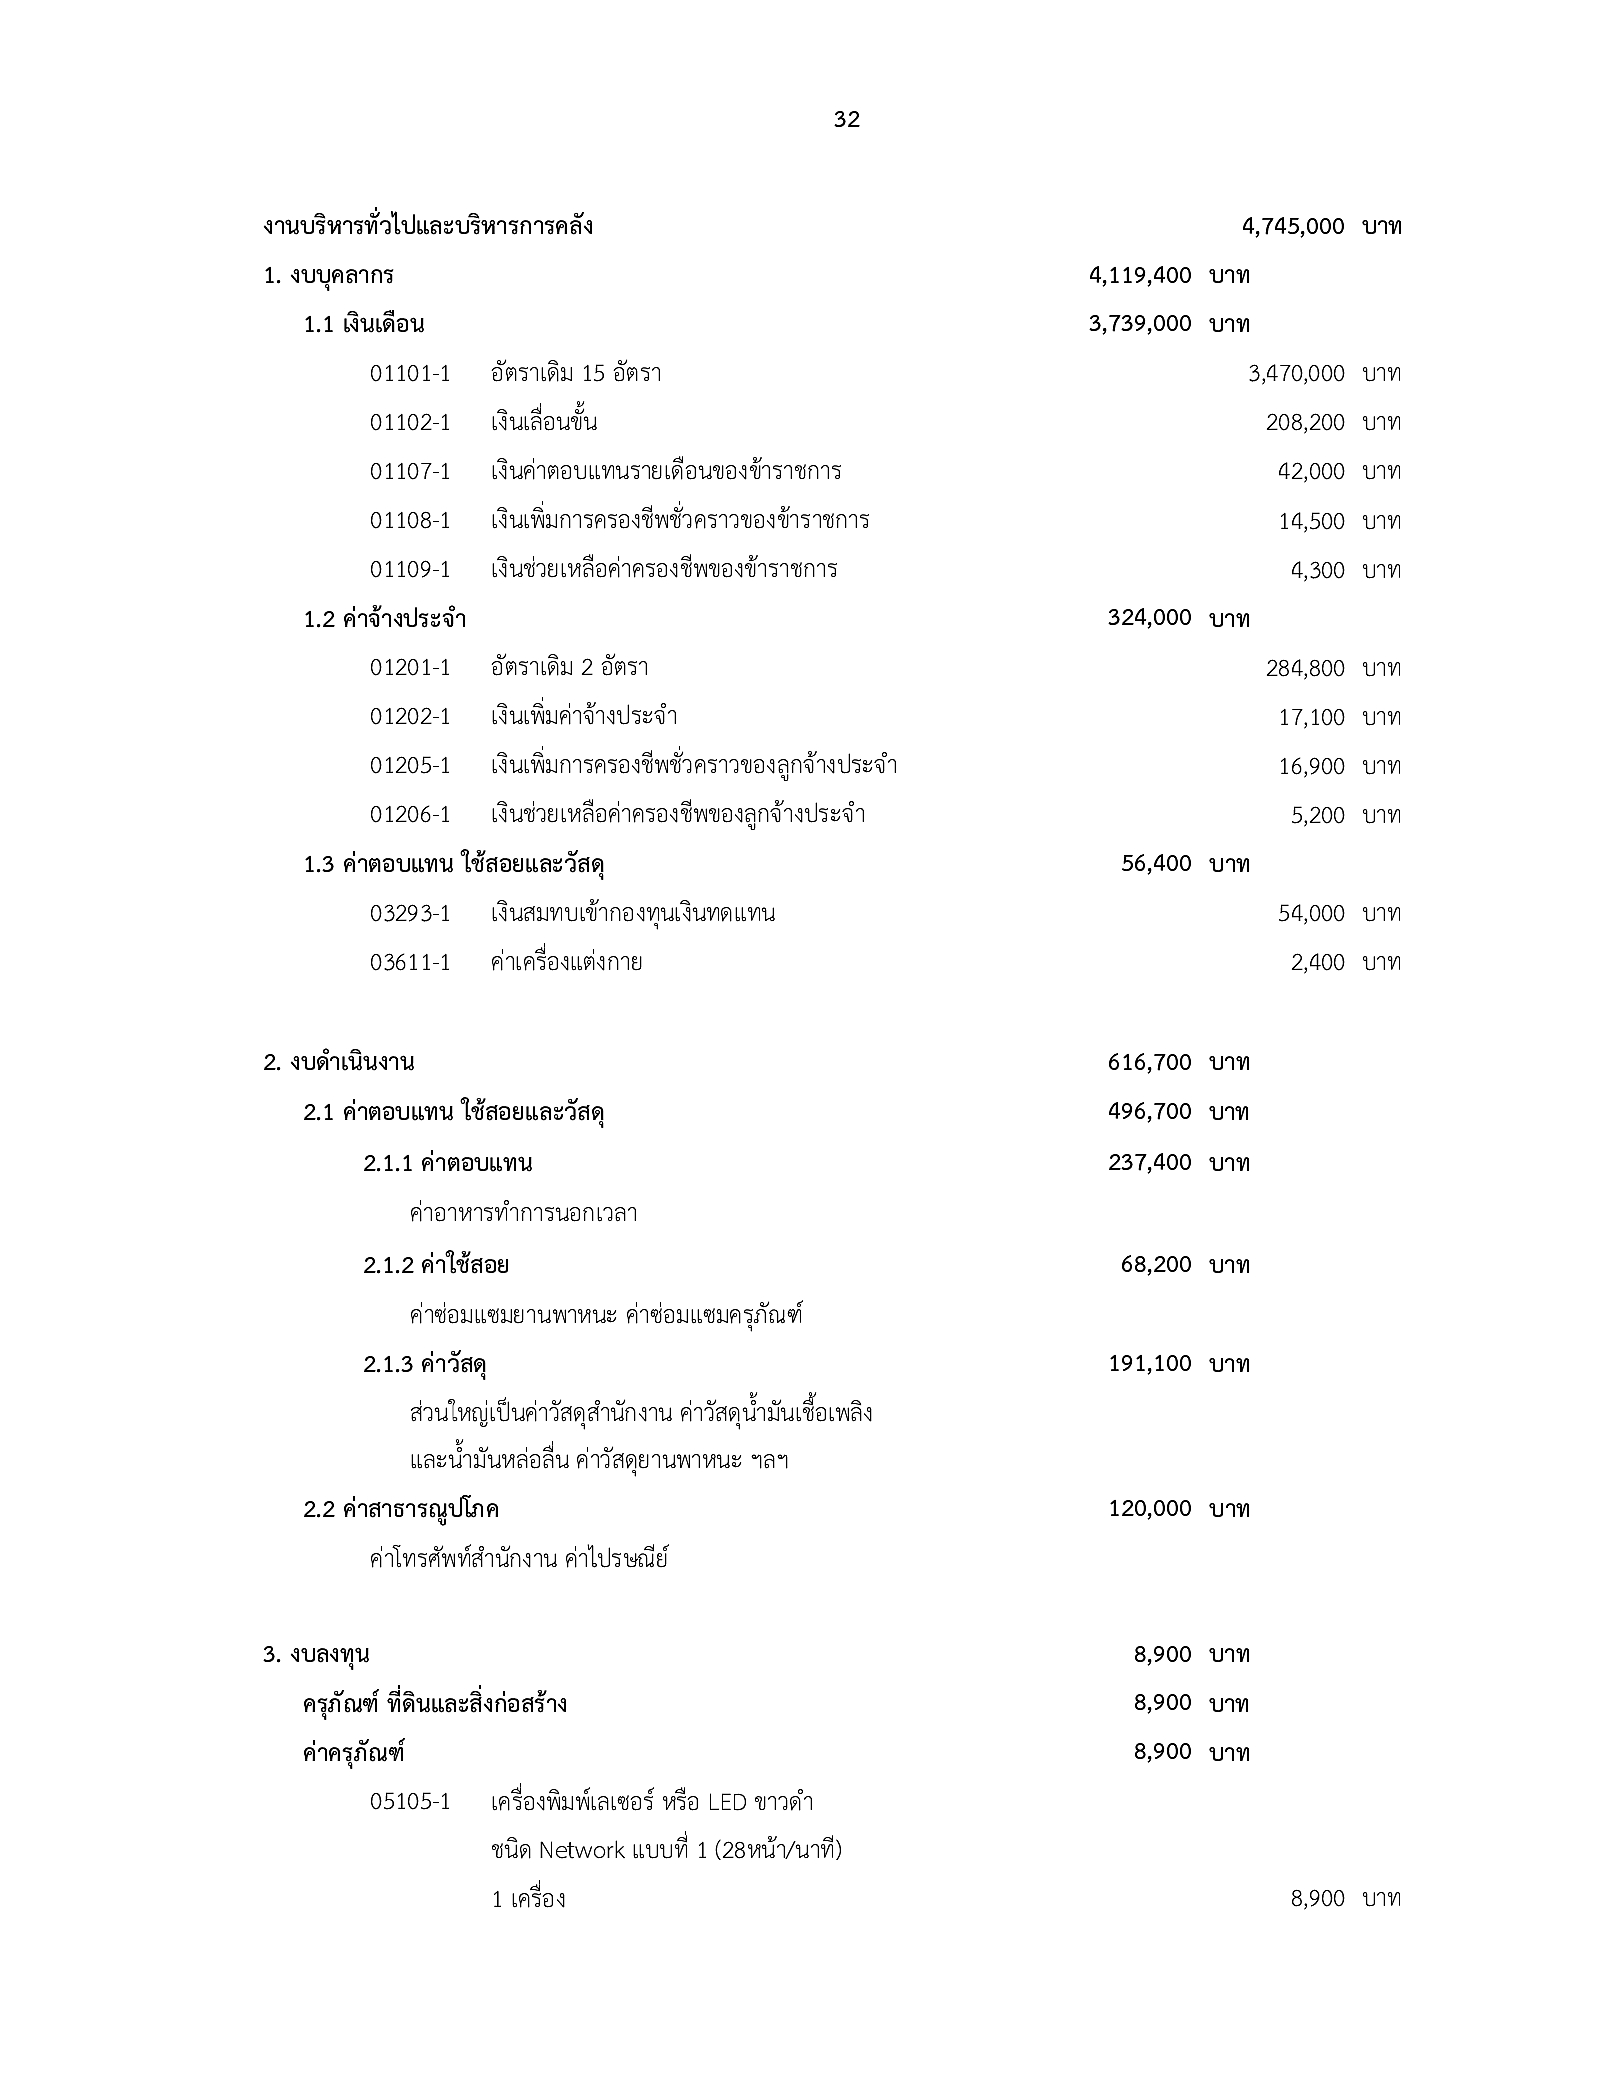 32
งานบริหารทั่วไปและบริหารการคลัง 4,745,000 บาท
1. งบบุคลากร 4,119,400 บาท
1.1 เงินเดือน 3,739,000 บาท
01101-1 อัตราเดิม 15 อัตรา 3,470,000 บาท
01102-1 เงินเลื่อนขั้น 208,200 บาท
01107-1 เงินค่าตอบแทนรายเดือนของข้าราชการ 42,000 บาท
01108-1 เงินเพิ่มการครองชีพชั่วคราวของข้าราชการ 14,500 บาท
01109-1 เงินช่วยเหลือค่าครองชีพของข้าราชการ 4,300 บาท
1.2 ค่าจ้างประจำ 324,000 บาท
01201-1 อัตราเดิม 2 อัตรา 284,800 บาท
01202-1 เงินเพิ่มค่าจ้างประจำ 17,100 บาท
01205-1 เงินเพิ่มการครองชีพชั่วคราวของลูกจ้างประจำ 16,900 บาท
01206-1 เงินช่วยเหลือค่าครองชีพของลูกจ้างประจำ 5,200 บาท
1.3 ค่าตอบแทน ใช้สอยและวัสดุ 56,400 บาท
03293-1 เงินสมทบเข้ากองทุนเงินทดแทน 54,000 บาท
03611-1 ค่าเครื่องแต่งกาย 2,400 บาท
2. งบดำเนินงาน 616,700 บาท
2.1 ค่าตอบแทน ใช้สอยและวัสดุ 496,700 บาท
2.1.1 ค่าตอบแทน 237,400 บาท
ค่าอาหารทำการนอกเวลา
2.1.2 ค่าใช้สอย 68,200 บาท
ค่าซ่อมแซมยานพาหนะ ค่าซ่อมแซมครุภัณฑ์
2.1.3 ค่าวัสดุ 191,100 บาท
ส่วนใหญ่เป็นค่าวัสดุสำนักงาน ค่าวัสดุน้ำมันเชื้อเพลิง
และน้ำมันหล่อลื่น ค่าวัสดุยานพาหนะ ฯลฯ
2.2 ค่าสาธารณูปโภค 120,000 บาท
ค่าโทรศัพท์สำนักงาน ค่าไปรษณีย์
3. งบลงทุน 8,900 บาท
ครุภัณฑ์ ที่ดินและสิ่งก่อสร้าง 8,900 บาท
ค่าครุภัณฑ์ 8,900 บาท
05105-1 เครื่องพิมพ์เลเซอร์ หรือ LED ขาวดำ
ชนิด Network แบบที่ 1 (28หน้า/นาที)
1 เครื่อง 8,900 บาท